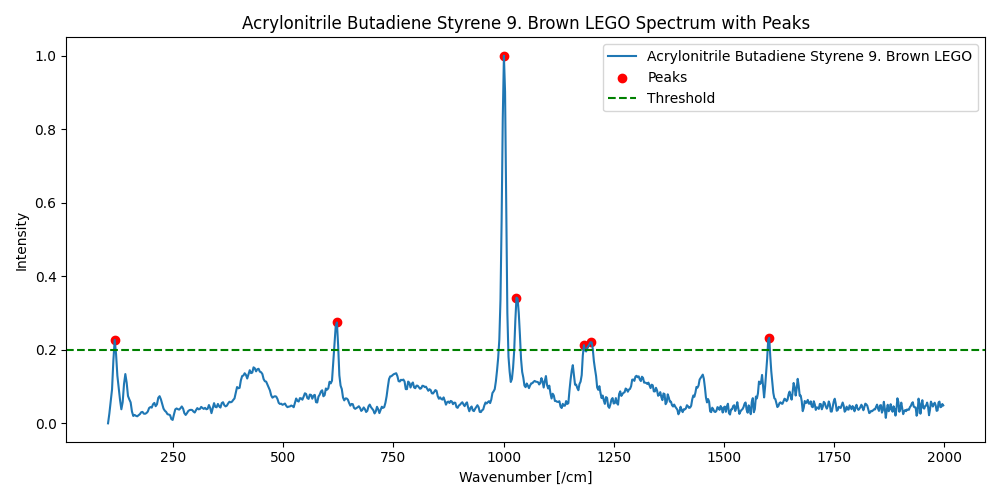 Acrylonitrile Butadiene Styrene 9. Brown LEGO Spectrum with Peaks
Acrylonitrile Butadiene Styrene 9. Brown LEGO
Peaks
Threshold
Intensity
1.0
0.8
0.6
0.4
0.2
0.0
250
500
750
1000
1250
1500
1750
2000
Wavenumber [/cm]